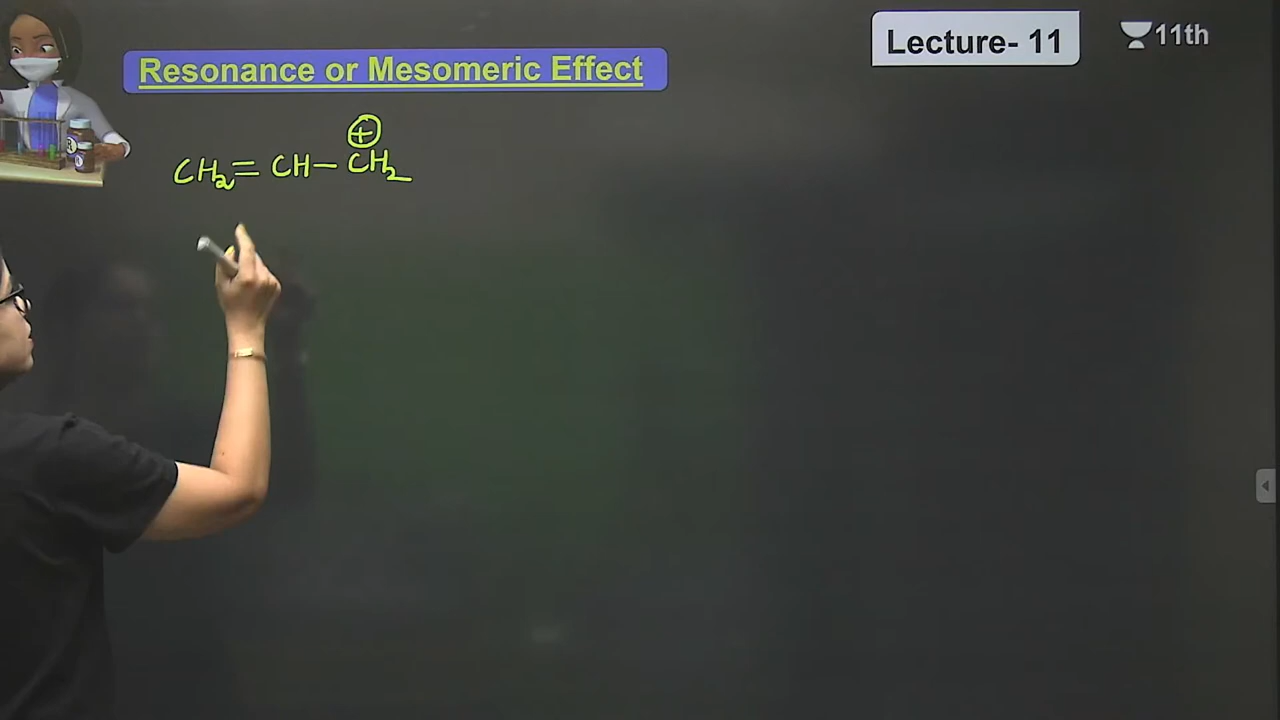 Lecture- 11
11th
Resonance or Mesomeric Effect
⊕
CH₂=CH-CH₂